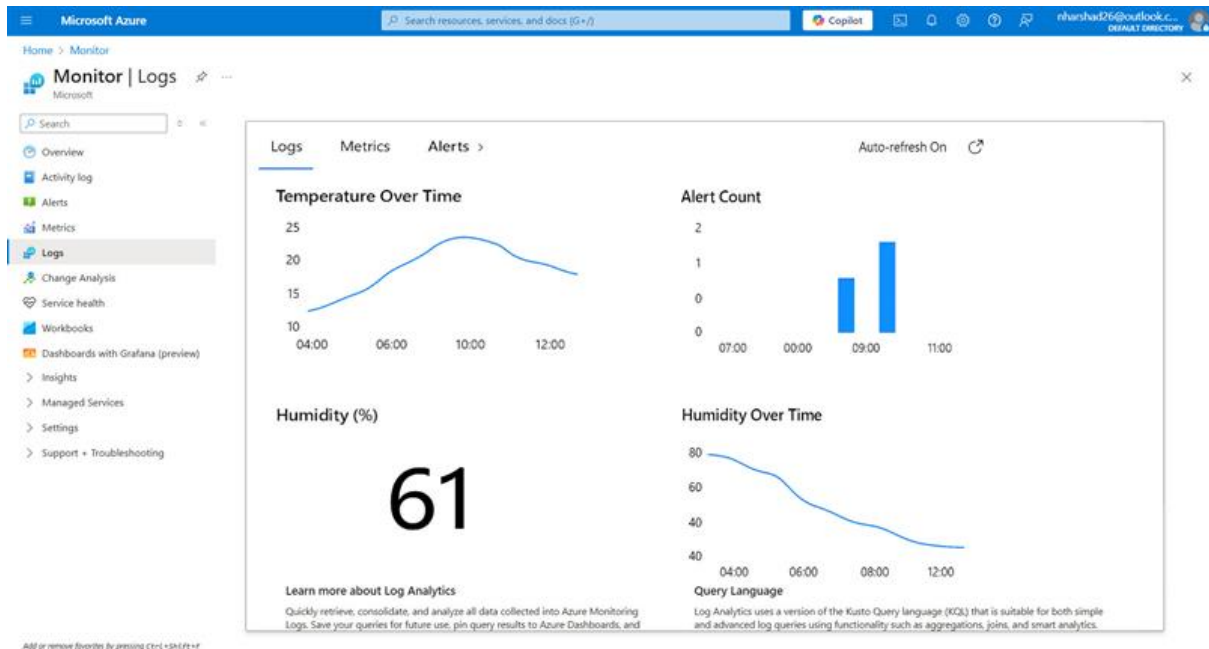 Microsoft Azure
Search resources, services, and docs (G+/)
Copilot
nharshad26@outlook.c...
DEFAULT DIRECTORY
Home > Monitor
Monitor | Logs
Microsoft
Search
Overview
Activity log
Alerts
Metrics
Logs
Change Analysis
Service health
Workbooks
Dashboards with Grafana (preview)
Insights
Managed Services
Settings
Support + Troubleshooting
Add or remove favorites by pressing Ctrl+Shift+F
Logs Metrics Alerts >
Auto-refresh On
Temperature Over Time
25
20
15
10
04:00 06:00 10:00 12:00
Alert Count
2
1
0
0
07:00 00:00 09:00 11:00
Humidity (%)
61
Humidity Over Time
80
60
40
40
04:00 06:00 08:00 12:00
Learn more about Log Analytics
Quickly retrieve, consolidate, and analyze all data collected into Azure Monitoring
Logs. Save your queries for future use, pin query results to Azure Dashboards, and
Query Language
Log Analytics uses a version of the Kusto Query language (KQL) that is suitable for both simple
and advanced log queries using functionality such as aggregations, joins, and smart analytics.